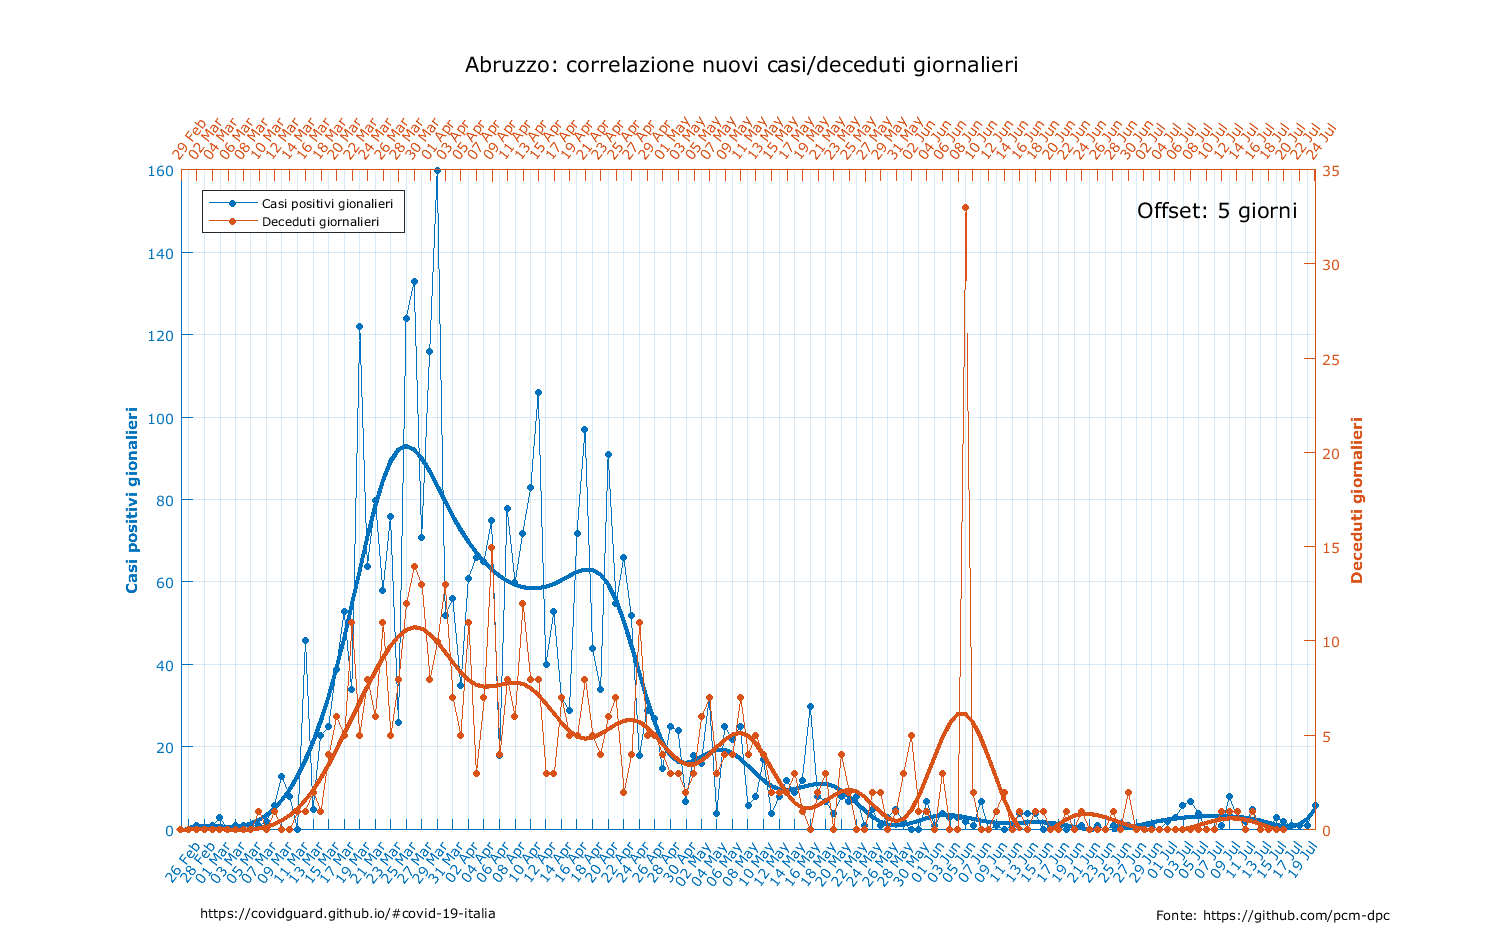 Abruzzo: correlazione nuovi casi/deceduti giornalieri
29 Feb 02 Mar 04 Mar 06 Mar 08 Mar 10 Mar 12 Mar 14 Mar 16 Mar 18 Mar 20 Mar 22 Mar 24 Mar 26 Mar 28 Mar 30 Mar 01 Apr 03 Apr 05 Apr 07 Apr 09 Apr 11 Apr 13 Apr 15 Apr 17 Apr 19 Apr 21 Apr 23 Apr 25 Apr 27 Apr 29 Apr 01 May 03 May 05 May 07 May 09 May 11 May 13 May 15 May 17 May 19 May 21 May 23 May 25 May 27 May 29 May 31 May 02 Jun 04 Jun 06 Jun 08 Jun 10 Jun 12 Jun 14 Jun 16 Jun 18 Jun 20 Jun 22 Jun 24 Jun 26 Jun 28 Jun 30 Jun 02 Jul 04 Jul 06 Jul 08 Jul 10 Jul 12 Jul 14 Jul 16 Jul 18 Jul 20 Jul 22 Jul 24 Jul
Casi positivi gionalieri
Deceduti giornalieri
Offset: 5 giorni
160
140
120
100
80
60
40
20
0
Casi positivi gionalieri
35
30
25
20
15
10
5
0
Deceduti giornalieri
26 Feb 28 Feb 01 Mar 03 Mar 05 Mar 07 Mar 09 Mar 11 Mar 13 Mar 15 Mar 17 Mar 19 Mar 21 Mar 23 Mar 25 Mar 27 Mar 29 Mar 31 Mar 02 Apr 04 Apr 06 Apr 08 Apr 10 Apr 12 Apr 14 Apr 16 Apr 18 Apr 20 Apr 22 Apr 24 Apr 26 Apr 28 Apr 30 Apr 02 May 04 May 06 May 08 May 10 May 12 May 14 May 16 May 18 May 20 May 22 May 24 May 26 May 28 May 30 May 01 Jun 03 Jun 05 Jun 07 Jun 09 Jun 11 Jun 13 Jun 15 Jun 17 Jun 19 Jun 21 Jun 23 Jun 25 Jun 27 Jun 29 Jun 01 Jul 03 Jul 05 Jul 07 Jul 09 Jul 11 Jul 13 Jul 15 Jul 17 Jul 19 Jul
https://covidguard.github.io/#covid-19-italia
Fonte: https://github.com/pcm-dpc